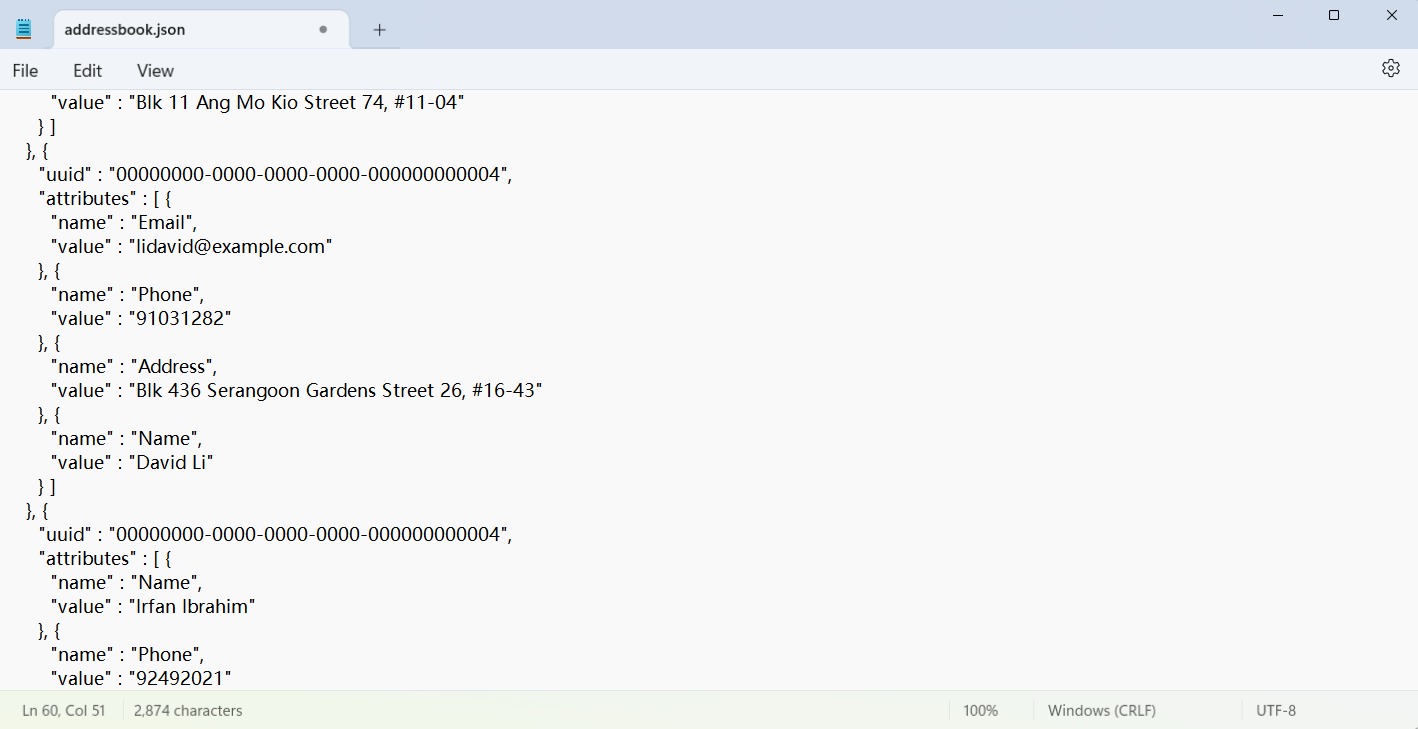 addressbook.json
File Edit View
"value" : "Blk 11 Ang Mo Kio Street 74, #11-04"
} ]
}, {
"uuid" : "00000000-0000-0000-0000-000000000004",
"attributes" : [ {
"name" : "Email",
"value" : "lidavid@example.com"
}, {
"name" : "Phone",
"value" : "91031282"
}, {
"name" : "Address",
"value" : "Blk 436 Serangoon Gardens Street 26, #16-43"
}, {
"name" : "Name",
"value" : "David Li"
} ]
}, {
"uuid" : "00000000-0000-0000-0000-000000000004",
"attributes" : [ {
"name" : "Name",
"value" : "Irfan Ibrahim"
}, {
"name" : "Phone",
"value" : "92492021"
Ln 60, Col 51 2,874 characters 100% Windows (CRLF) UTF-8